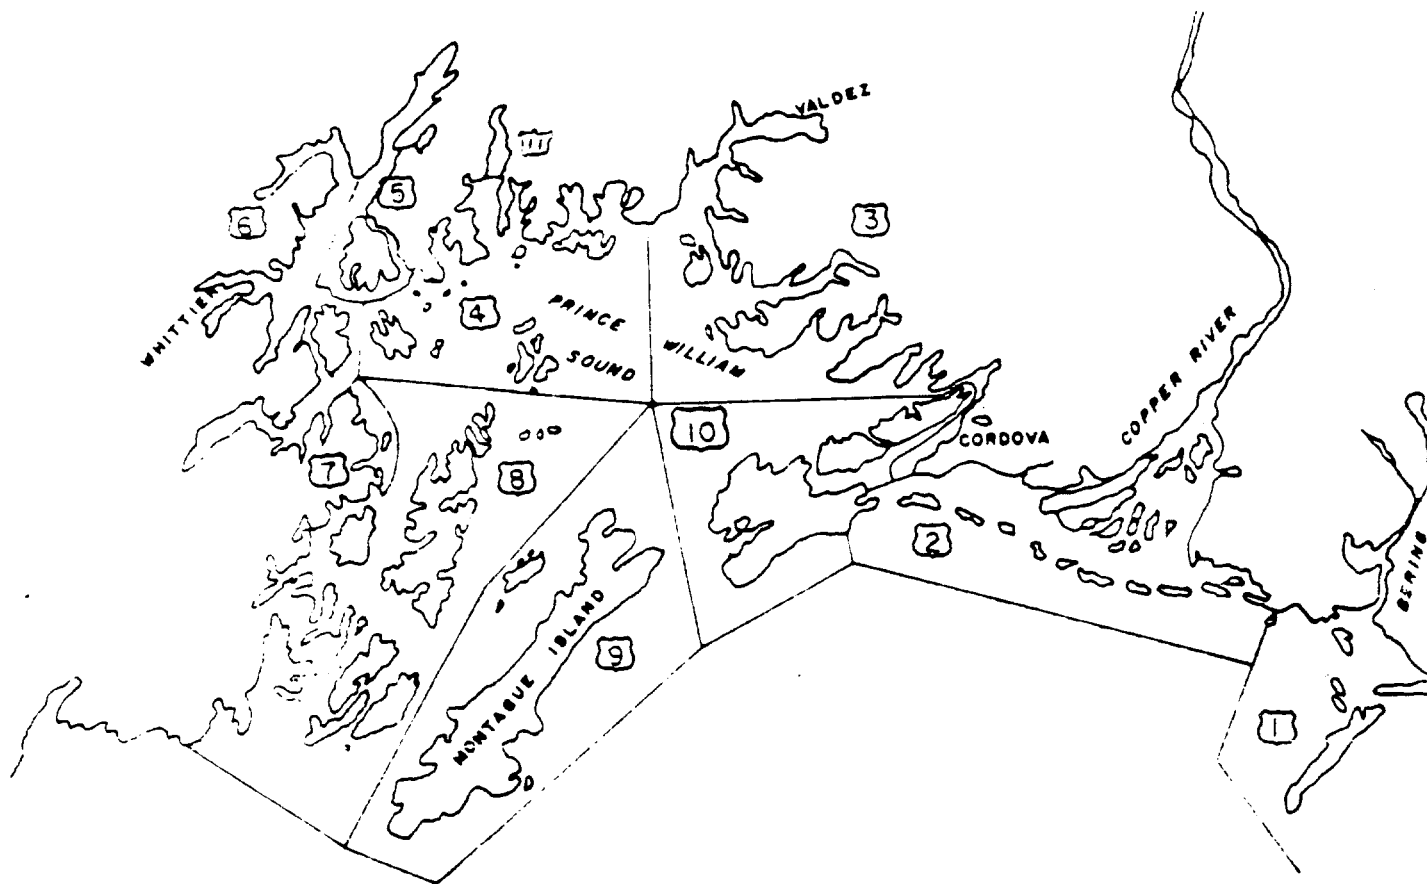 VALDEZ
11
5
6
3
WHITTIER
4
PRINCE
WILLIAM
SOUND
COPPER RIVER
10
CORDOVA
7
8
2
BERING
MONTAGUE ISLAND
9
1